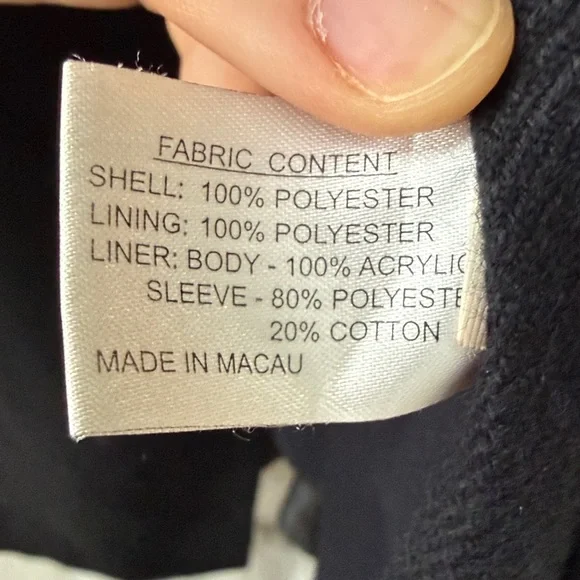 FABRIC CONTENT
SHELL: 100% POLYESTER
LINING: 100% POLYESTER
LINER: BODY - 100% ACRYLIC
SLEEVE - 80% POLYESTE
20% COTTON
MADE IN MACAU